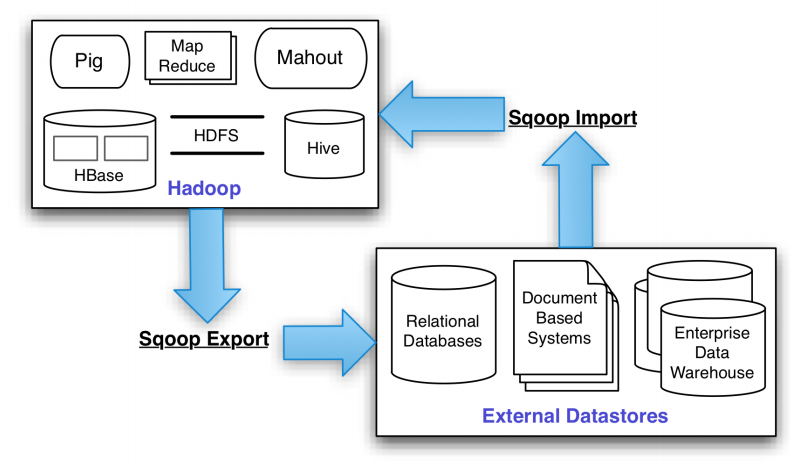 Pig
Map
Reduce
Mahout
HBase
HDFS
Hive
Hadoop
Sqoop Import
Sqoop Export
Relational
Databases
Document
Based
Systems
Enterprise
Data
Warehouse
External Datastores